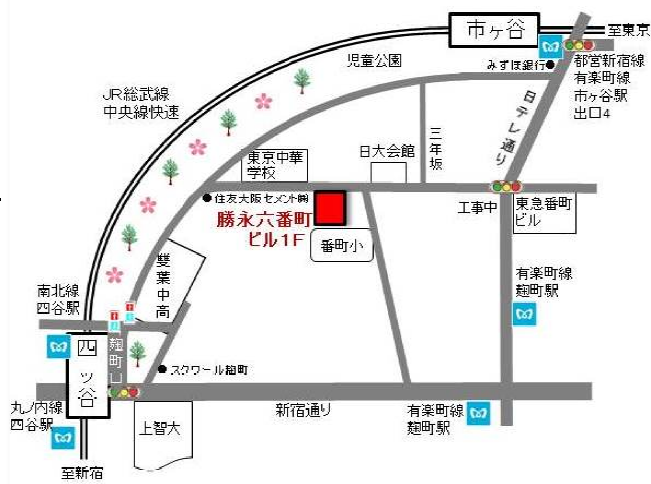 市ヶ谷
至東京
児童公園
みずほ銀行
都営新宿線
有楽町線
市ヶ谷駅
出口4
JR総武線
中央線快速
日テレ通り
三年坂
日大会館
東京中華
学校
住友大阪セメント㈱
勝永六番町
ビル1F
工事中
東急番町
ビル
番町小
雙葉中高
有楽町線
麹町駅
南北線
四谷駅
麹町口
四ッ谷
スクワール麹町
丸ノ内線
四谷駅
上智大
新宿通り
有楽町線
麹町駅
至新宿